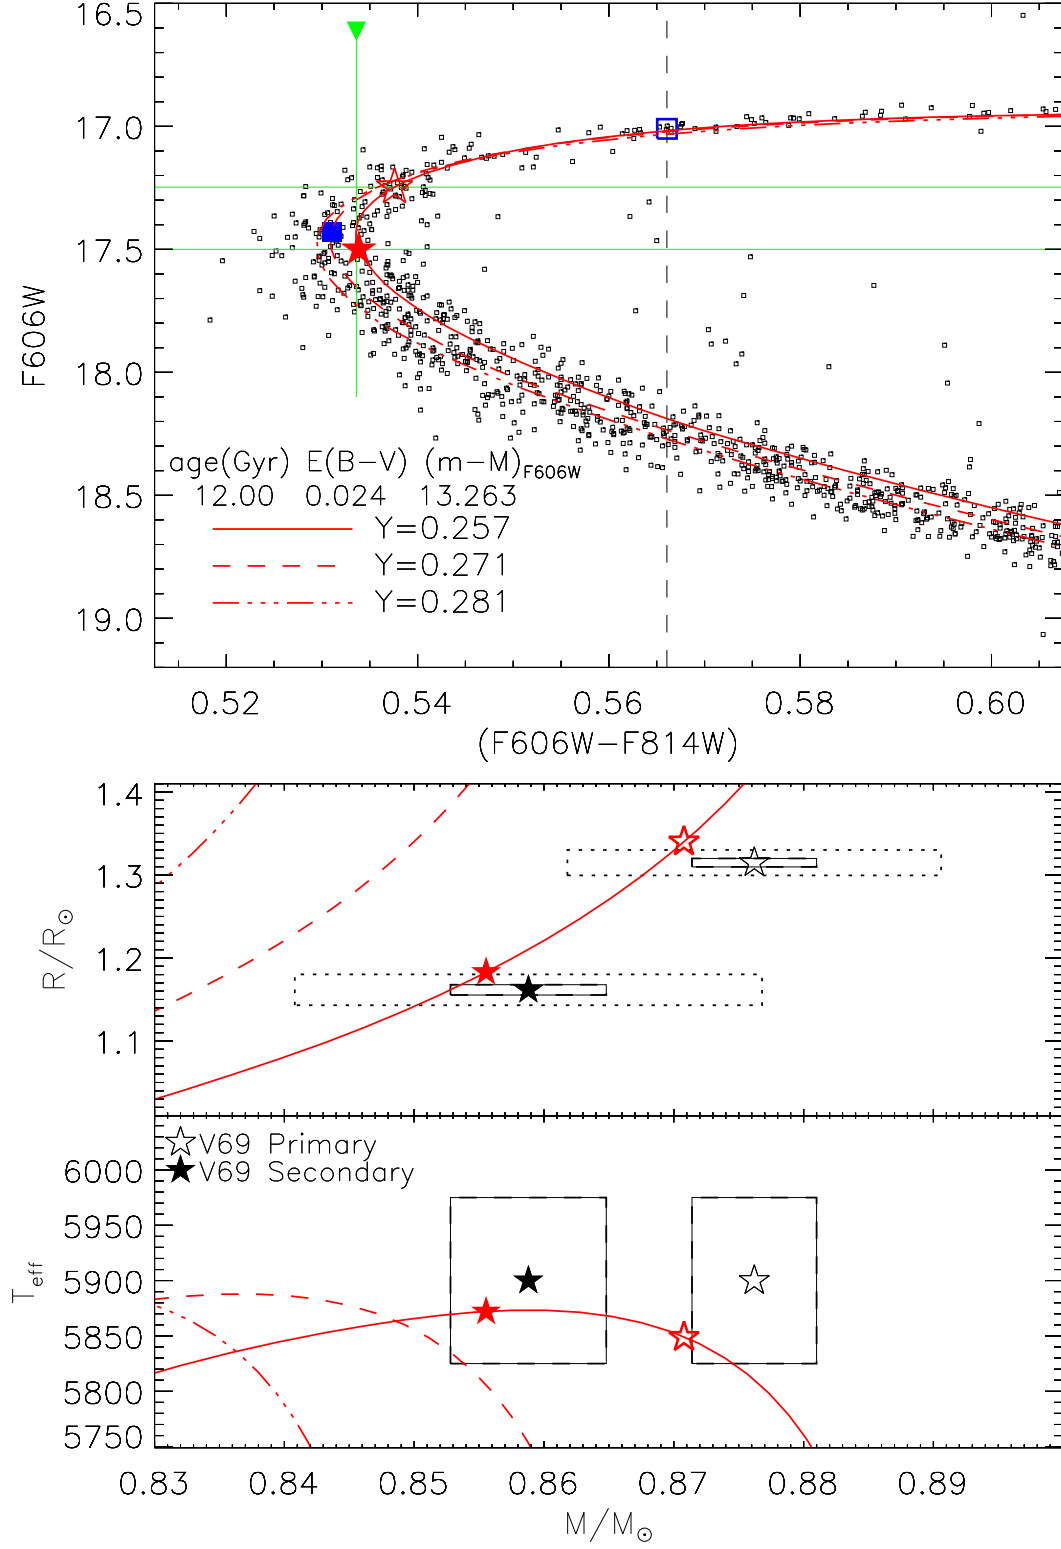 16.5
17.0
17.5
18.0
18.5
19.0
F606W
age(Gyr) E(B−V) (m−M)F606W
12.00 0.024 13.263
Y=0.257
Y=0.271
Y=0.281
0.52 0.54 0.56 0.58 0.60
(F606W−F814W)
1.4
1.3
1.2
1.1
R/R⊙
V69 Primary
V69 Secondary
6000
5950
5900
5850
5800
5750
Teff
0.83 0.84 0.85 0.86 0.87 0.88 0.89
M/M⊙